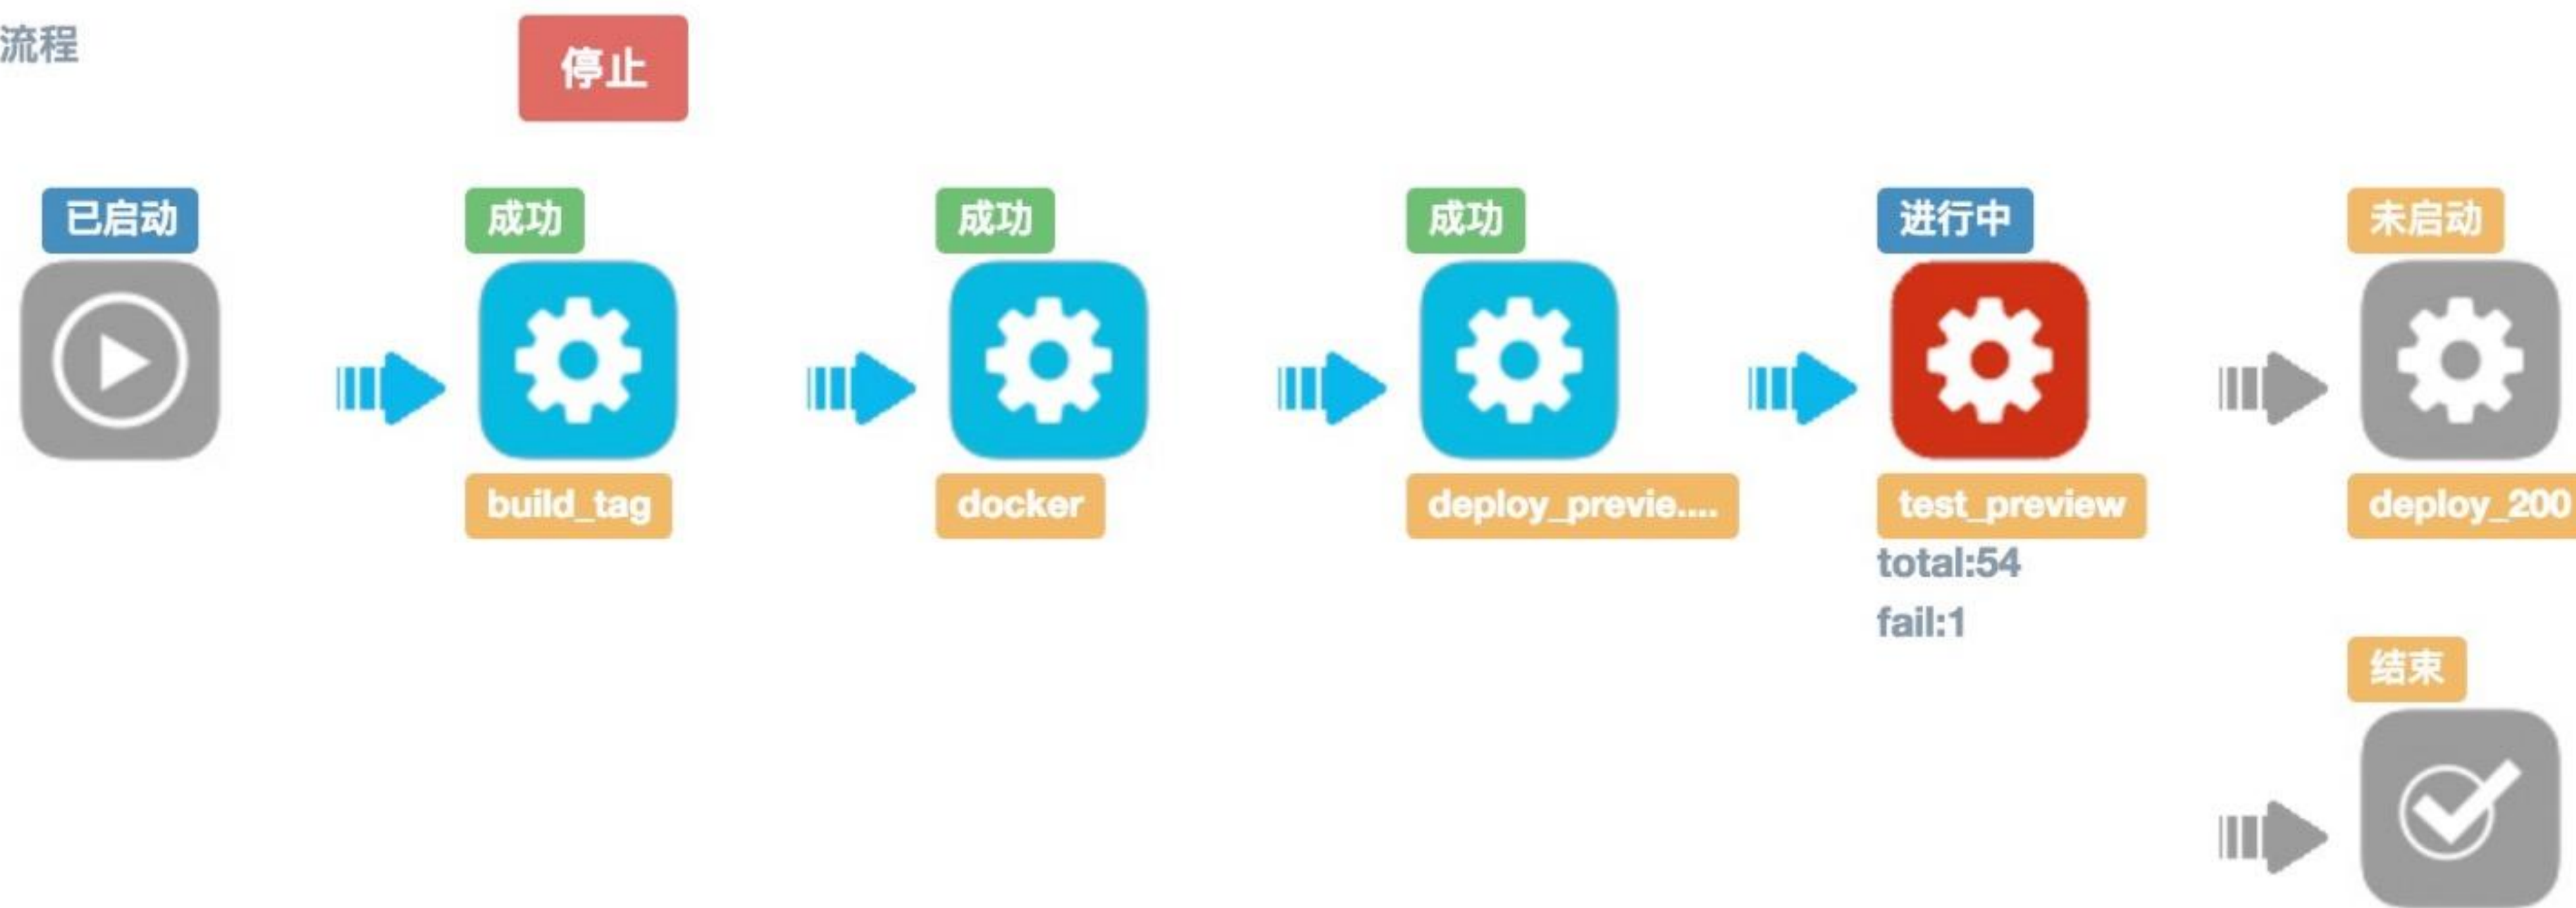 流程
停止
已启动
成功
成功
成功
进行中
未启动
build_tag
docker
deploy_previe....
test_preview
deploy_200
total:54
fail:1
结束